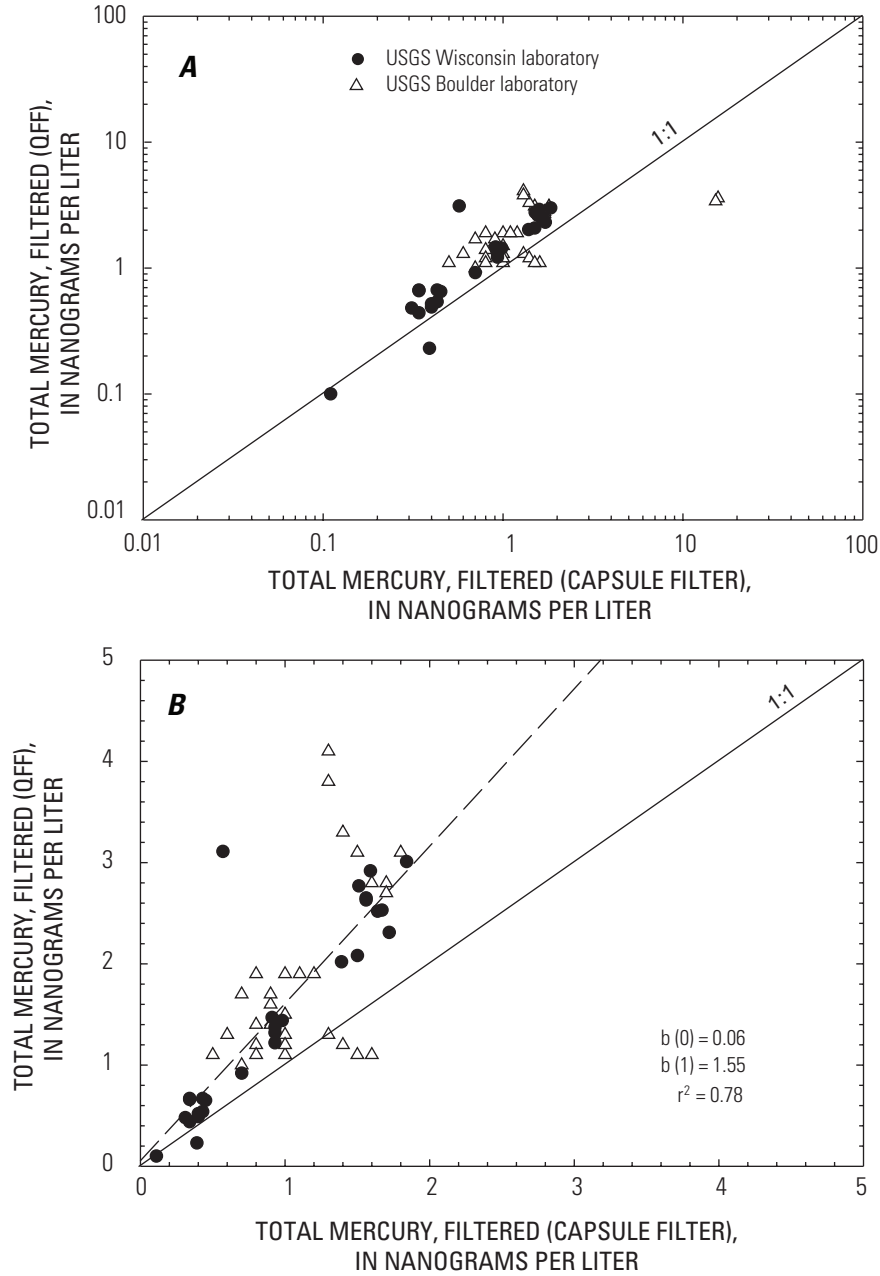 TOTAL MERCURY, FILTERED (QFF),
IN NANOGRAMS PER LITER
100
10
1
0.1
0.01
A
USGS Wisconsin laboratory
USGS Boulder laboratory
1:1
0.01
0.1
1
10
100
TOTAL MERCURY, FILTERED (CAPSULE FILTER),
IN NANOGRAMS PER LITER
TOTAL MERCURY, FILTERED (QFF),
IN NANOGRAMS PER LITER
5
4
3
2
1
0
B
1:1
b (0) = 0.06
b (1) = 1.55
r² = 0.78
0
1
2
3
4
5
TOTAL MERCURY, FILTERED (CAPSULE FILTER),
IN NANOGRAMS PER LITER